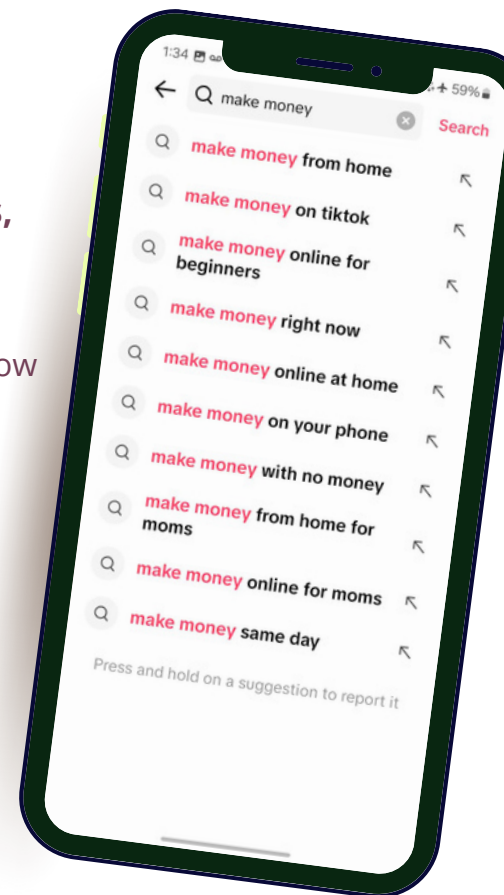 1:34
59%
make money
Search
make money from home
make money on tiktok
make money online for
beginners
make money right now
make money online at home
make money on your phone
make money with no money
make money from home for
moms
make money online for moms
make money same day
Press and hold on a suggestion to report it